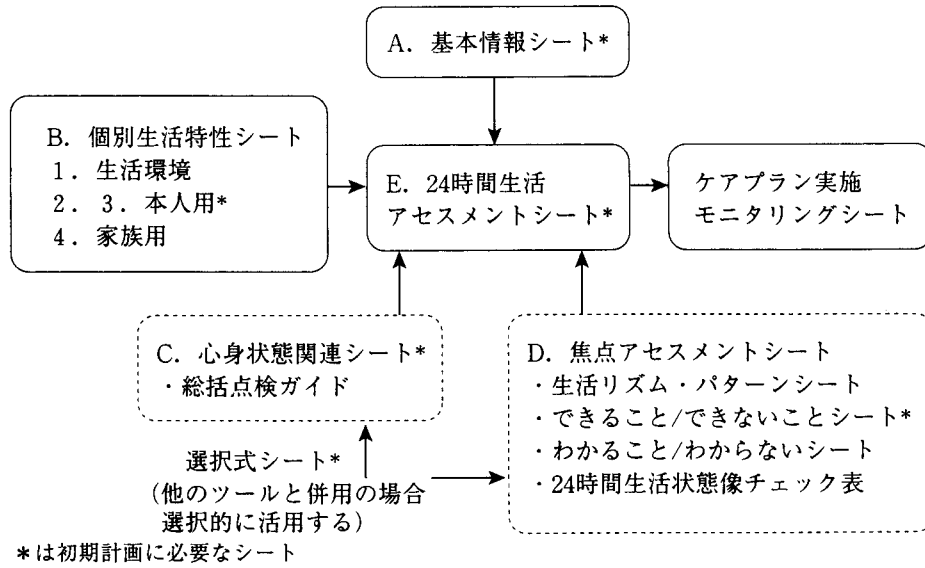 A．基本情報シート*
B．個別生活特性シート
1．生活環境
2．3．本人用*
4．家族用
E．24時間生活
アセスメントシート*
ケアプラン実施
モニタリングシート
C．心身状態関連シート*
・総括点検ガイド
D．焦点アセスメントシート
・生活リズム・パターンシート
・できること/できないことシート*
・わかること/わからないシート
・24時間生活状態像チェック表
選択式シート*
（他のツールと併用の場合
選択的に活用する）
*は初期計画に必要なシート